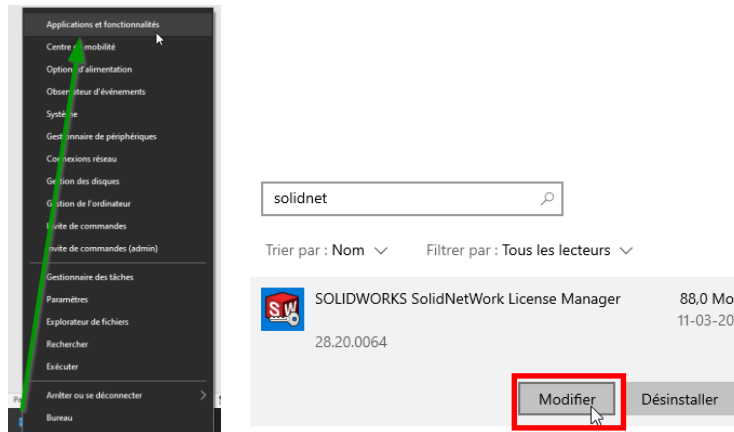 Applications et fonctionnalités
Centre de mobilité
Options d'alimentation
Observateur d'événements
Système
Gestionnaire de périphériques
Connexions réseau
Gestion des disques
Gestion de l'ordinateur
Invite de commandes
Invite de commandes (admin)
Gestionnaire des tâches
Paramètres
Explorateur de fichiers
Rechercher
Exécuter
Arrêter ou se déconnecter
Bureau
solidnet
Trier par : Nom Filtrer par : Tous les lecteurs
SOLIDWORKS SolidNetWork License Manager 88,0 Mo
11-03-20
28.20.0064
Modifier Désinstaller